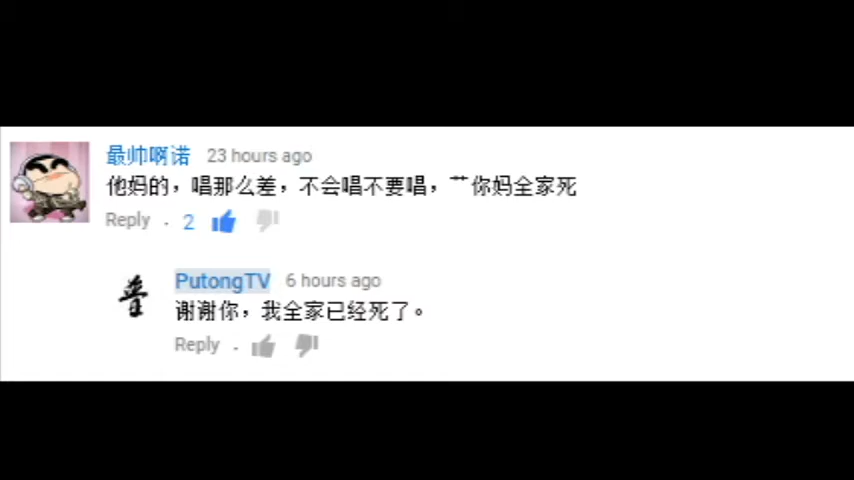 最帅啊诺 23 hours ago
他妈的，唱那么差，不会唱不要唱，艹你妈全家死
Reply · 2
普 PutongTV 6 hours ago
谢谢你，我全家已经死了。
Reply ·